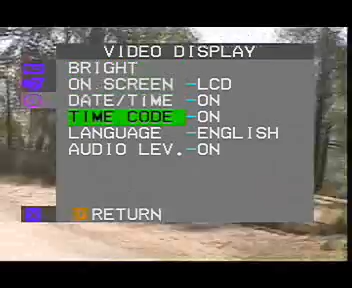 VIDEO DISPLAY
BRIGHT
ON SCREEN -LCD
DATE/TIME -ON
TIME CODE -ON
LANGUAGE -ENGLISH
AUDIO LEV.-ON
RETURN